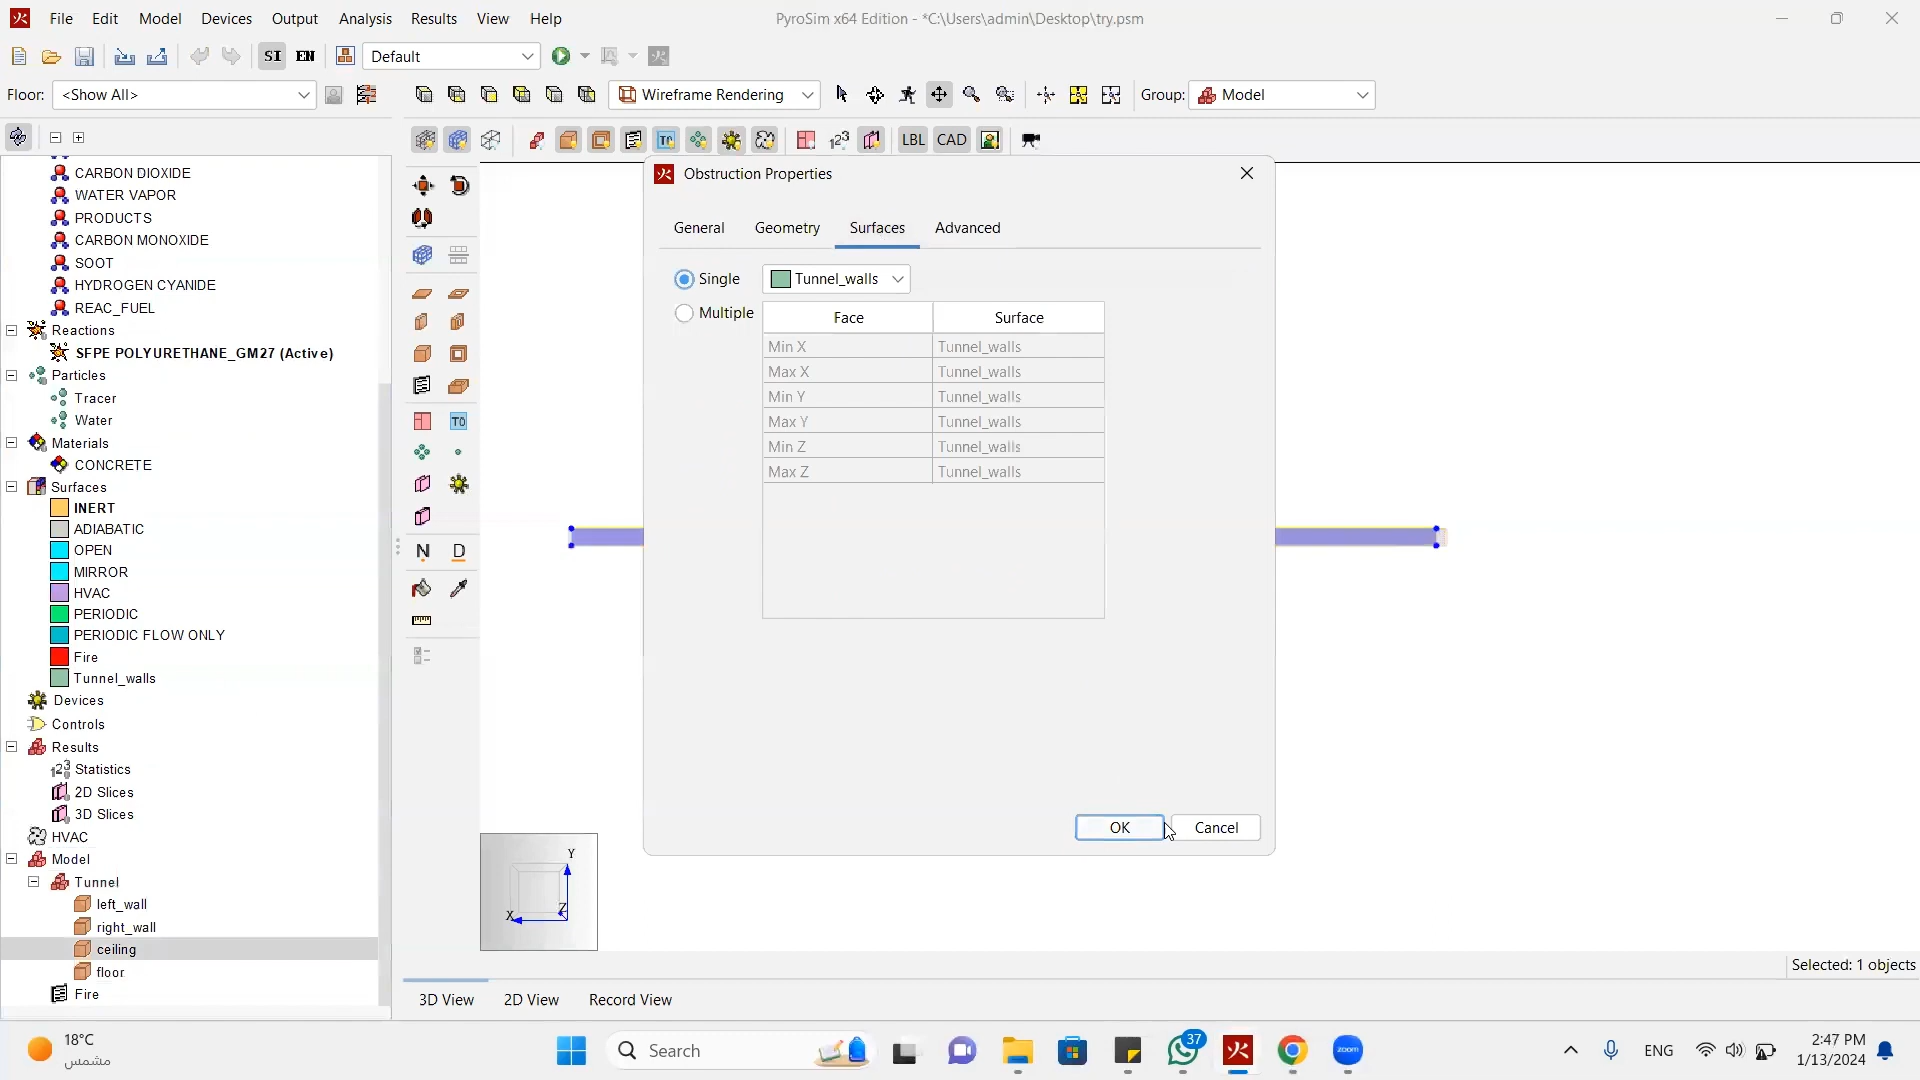 File Edit Model Devices Output Analysis Results View Help
PyroSim x64 Edition - *C:\Users\admin\Desktop\try.psm
SI EN Default
Floor: <Show All>
Wireframe Rendering
Group: Model
LBL CAD
CARBON DIOXIDE
WATER VAPOR
PRODUCTS
CARBON MONOXIDE
SOOT
HYDROGEN CYANIDE
REAC_FUEL
Reactions
SFPE POLYURETHANE_GM27 (Active)
Particles
Tracer
Water
Materials
CONCRETE
Surfaces
INERT
ADIABATIC
OPEN
MIRROR
HVAC
PERIODIC
PERIODIC FLOW ONLY
Fire
Tunnel_walls
Devices
Controls
Results
Statistics
2D Slices
3D Slices
HVAC
Model
Tunnel
left_wall
right_wall
ceiling
floor
Fire
N D
Obstruction Properties
General Geometry Surfaces Advanced
Single Tunnel_walls
Multiple
Face Surface
Min X Tunnel_walls
Max X Tunnel_walls
Min Y Tunnel_walls
Max Y Tunnel_walls
Min Z Tunnel_walls
Max Z Tunnel_walls
OK Cancel
Y
X
Z
Selected: 1 objects
3D View 2D View Record View
18°C
مشمس
Search
37
zoom
ENG
2:47 PM
1/13/2024